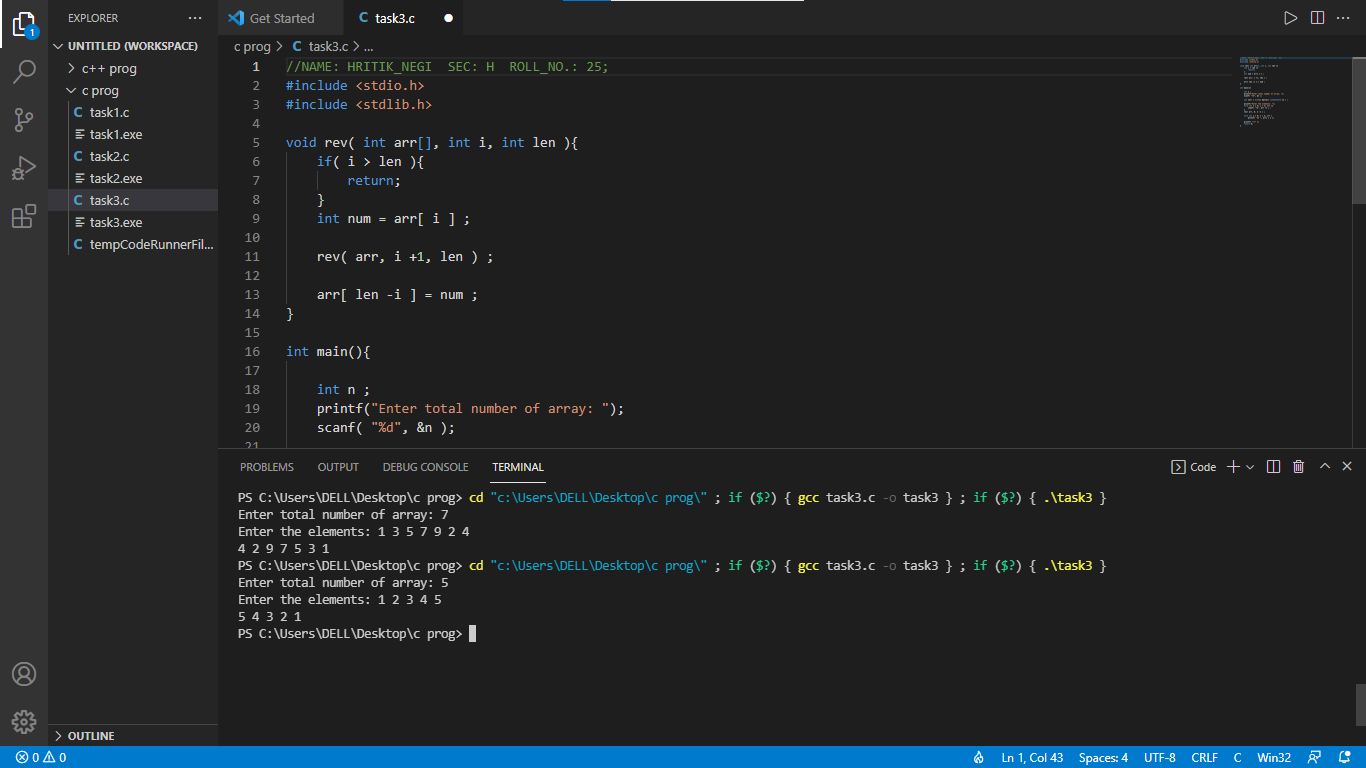 EXPLORER ···
UNTITLED (WORKSPACE)
c++ prog
c prog
task1.c
task1.exe
task2.c
task2.exe
task3.c
task3.exe
tempCodeRunnerFil...
OUTLINE
1
Get Started
C task3.c
c prog > C task3.c > ...
1 //NAME: HRITIK_NEGI  SEC: H  ROLL_NO.: 25;
2 #include <stdio.h>
3 #include <stdlib.h>
4
5 void rev( int arr[], int i, int len ){
6     if( i > len ){
7         return;
8     }
9     int num = arr[ i ] ;
10
11     rev( arr, i +1, len ) ;
12
13     arr[ len -i ] = num ;
14 }
15
16 int main(){
17
18     int n ;
19     printf("Enter total number of array: ");
20     scanf( "%d", &n );
21
PROBLEMS OUTPUT DEBUG CONSOLE TERMINAL Code
PS C:\Users\DELL\Desktop\c prog> cd "c:\Users\DELL\Desktop\c prog\" ; if ($?) { gcc task3.c -o task3 } ; if ($?) { .\task3 }
Enter total number of array: 7
Enter the elements: 1 3 5 7 9 2 4
4 2 9 7 5 3 1
PS C:\Users\DELL\Desktop\c prog> cd "c:\Users\DELL\Desktop\c prog\" ; if ($?) { gcc task3.c -o task3 } ; if ($?) { .\task3 }
Enter total number of array: 5
Enter the elements: 1 2 3 4 5
5 4 3 2 1
PS C:\Users\DELL\Desktop\c prog>
0 0 Ln 1, Col 43 Spaces: 4 UTF-8 CRLF C Win32